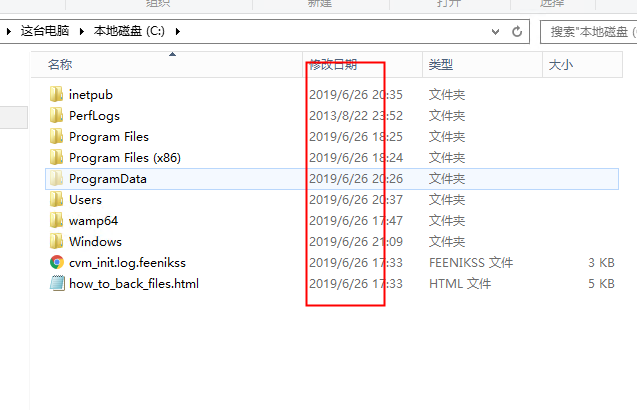 组织 新建 打开 选择
这台电脑 本地磁盘 (C:) 搜索"本地磁盘 (
名称 修改日期 类型 大小
inetpub 2019/6/26 20:35 文件夹
PerfLogs 2013/8/22 23:52 文件夹
Program Files 2019/6/26 18:25 文件夹
Program Files (x86) 2019/6/26 18:24 文件夹
ProgramData 2019/6/26 20:26 文件夹
Users 2019/6/26 20:37 文件夹
wamp64 2019/6/26 17:47 文件夹
Windows 2019/6/26 21:09 文件夹
cvm_init.log.feenikss 2019/6/26 17:33 FEENIKSS 文件 3 KB
how_to_back_files.html 2019/6/26 17:33 HTML 文件 5 KB